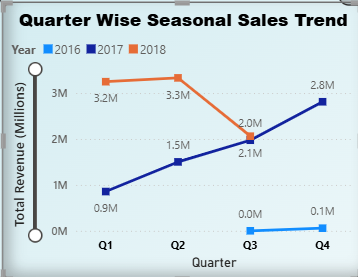 Quarter Wise Seasonal Sales Trend
Year 2016 2017 2018
Total Revenue (Millions)
3M
2M
1M
0M
3.2M
3.3M
2.0M
2.8M
0.9M
1.5M
2.1M
0.0M
0.1M
Q1 Q2 Q3 Q4
Quarter